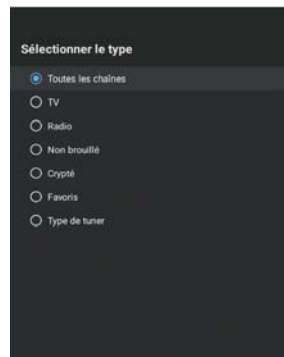 Sélectionner le type
Toutes les chaînes
TV
Radio
Non brouillé
Crypté
Favoris
Type de tuner